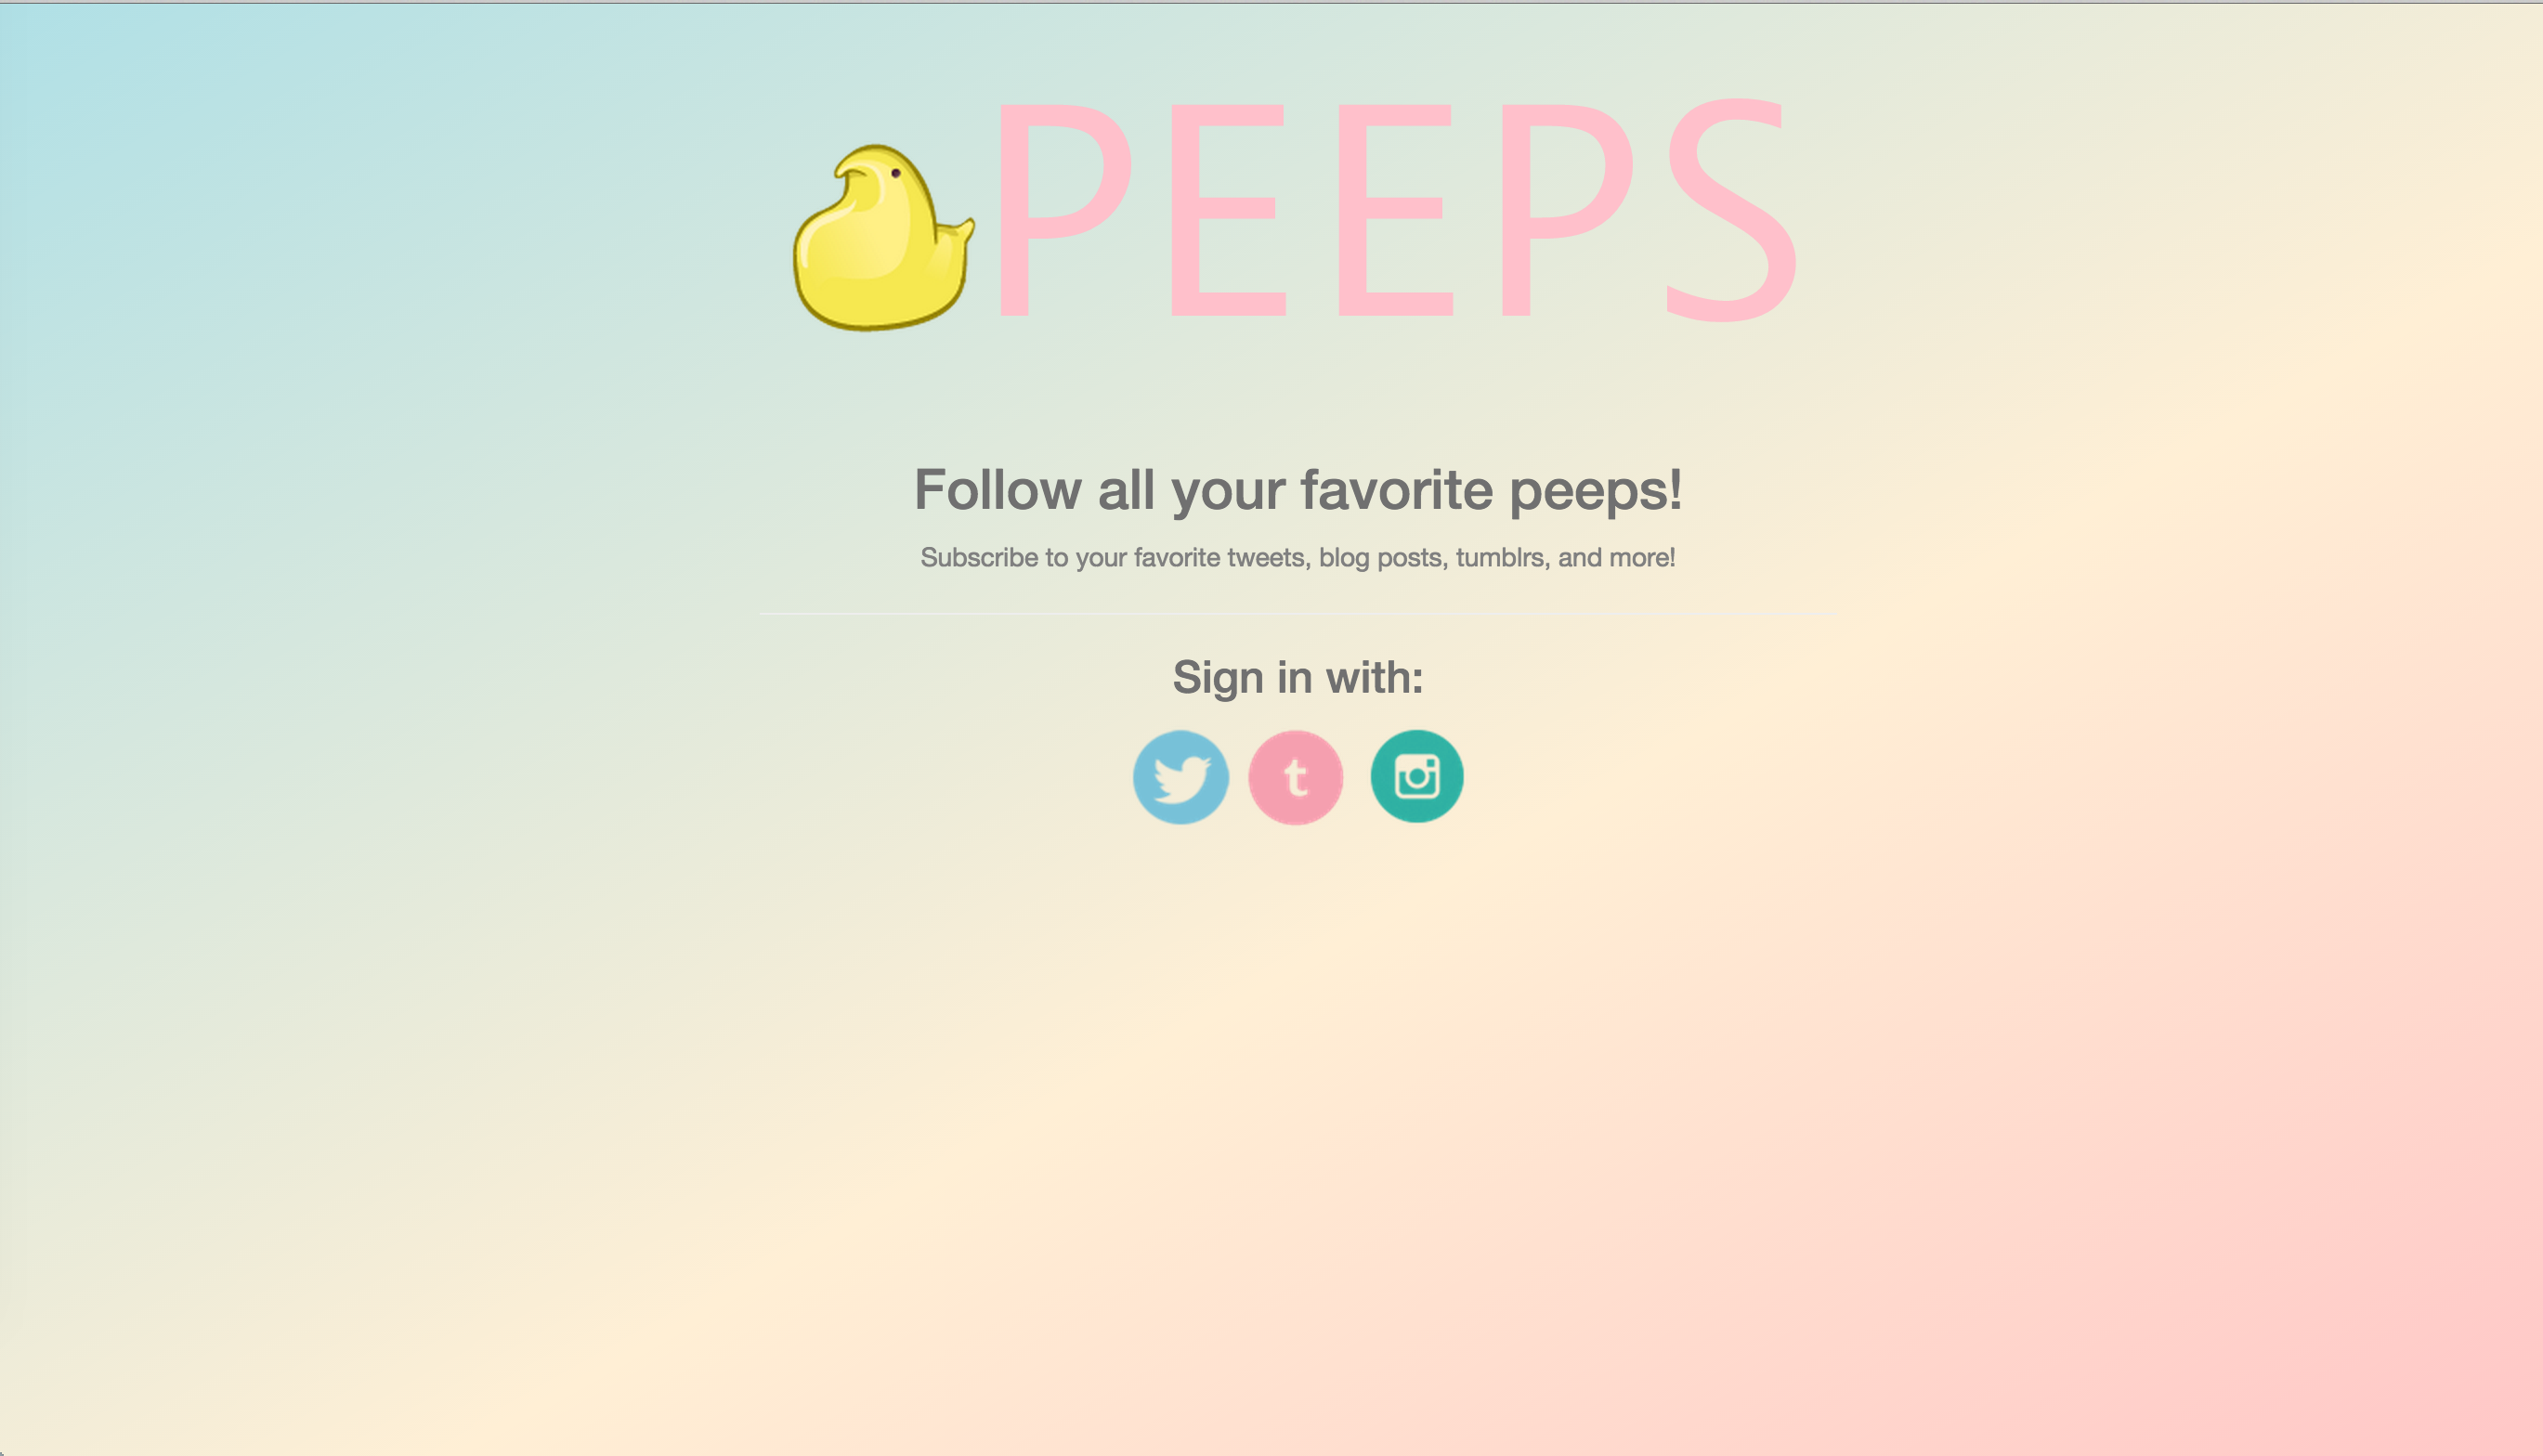 PEEPS
Follow all your favorite peeps!
Subscribe to your favorite tweets, blog posts, tumblrs, and more!
Sign in with:
t